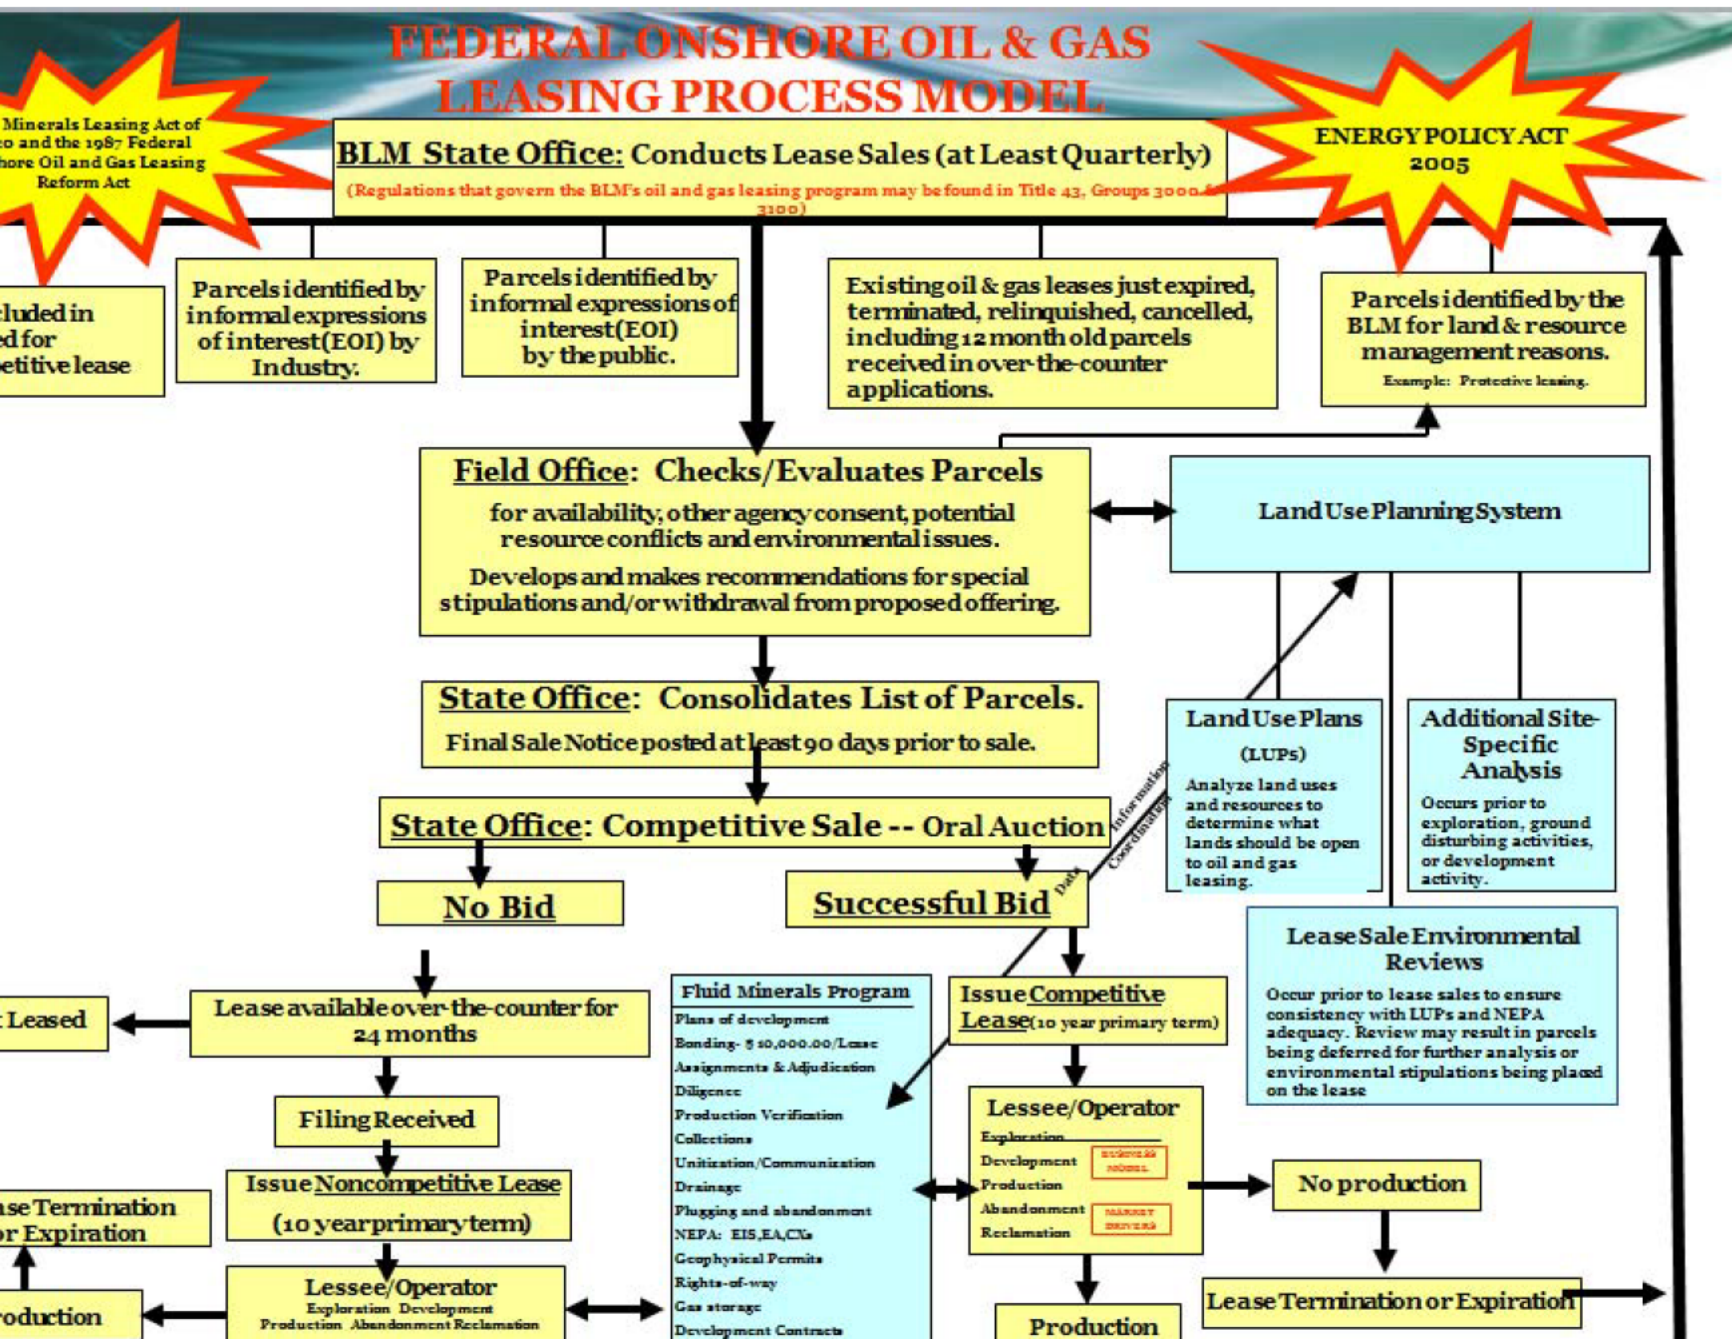 FEDERAL ONSHORE OIL & GAS
LEASING PROCESS MODEL
Minerals Leasing Act of
and the 1987 Federal
Oil and Gas Leasing
Reform Act
BLM State Office: Conducts Lease Sales (at Least Quarterly)
(Regulations that govern the BLM's oil and gas leasing program may be found in Title 43, Groups 3000 &
3100)
ENERGY POLICY ACT
2005
in
for
lease
Parcels identified by
informal expressions
of interest(EOI) by
Industry.
Parcels identified by
informal expressions of
interest(EOI)
by the public.
Existing oil & gas leases just expired,
terminated, relinquished, cancelled,
including 12 month old parcels
received in over-the-counter
applications.
Parcels identified by the
BLM for land & resource
management reasons.
Example: Protective leasing.
Field Office: Checks/Evaluates Parcels
for availability, other agency consent, potential
resource conflicts and environmental issues.
Develops and makes recommendations for special
stipulations and/or withdrawal from proposed offering.
Land Use Planning System
State Office: Consolidates List of Parcels.
Final Sale Notice posted at least 90 days prior to sale.
State Office: Competitive Sale -- Oral Auction
Information
Coordination
Data
Land Use Plans
(LUPs)
Analyze land uses
and resources to
determine what
lands should be open
to oil and gas
leasing.
Additional Site-
Specific
Analysis
Occurs prior to
exploration, ground
disturbing activities,
or development
activity.
No Bid
Successful Bid
Lease Sale Environmental
Reviews
Occur prior to lease sales to ensure
consistency with LUPs and NEPA
adequacy. Review may result in parcels
being deferred for further analysis or
environmental stipulations being placed
on the lease
Leased
Lease available over-the-counter for
24 months
Filing Received
Issue Noncompetitive Lease
(10 year primary term)
Termination
or Expiration
Lessee/Operator
Exploration Development
Production Abandonment Reclamation
Fluid Minerals Program
Plans of development
Bonding- $10,000.00/Lease
Assignments & Adjudication
Diligence
Production Verification
Collections
Unitization/Communization
Drainage
Plugging and abandonment
NEPA: EIS,EA,CXs
Geophysical Permits
Rights-of-way
Gas storage
Development Contracts
Issue Competitive
Lease(10 year primary term)
Lessee/Operator
Exploration
Development
Production
Abandonment
Reclamation
BUSINESS
MODEL
MARKET
DRIVERS
No production
Lease Termination or Expiration
Production